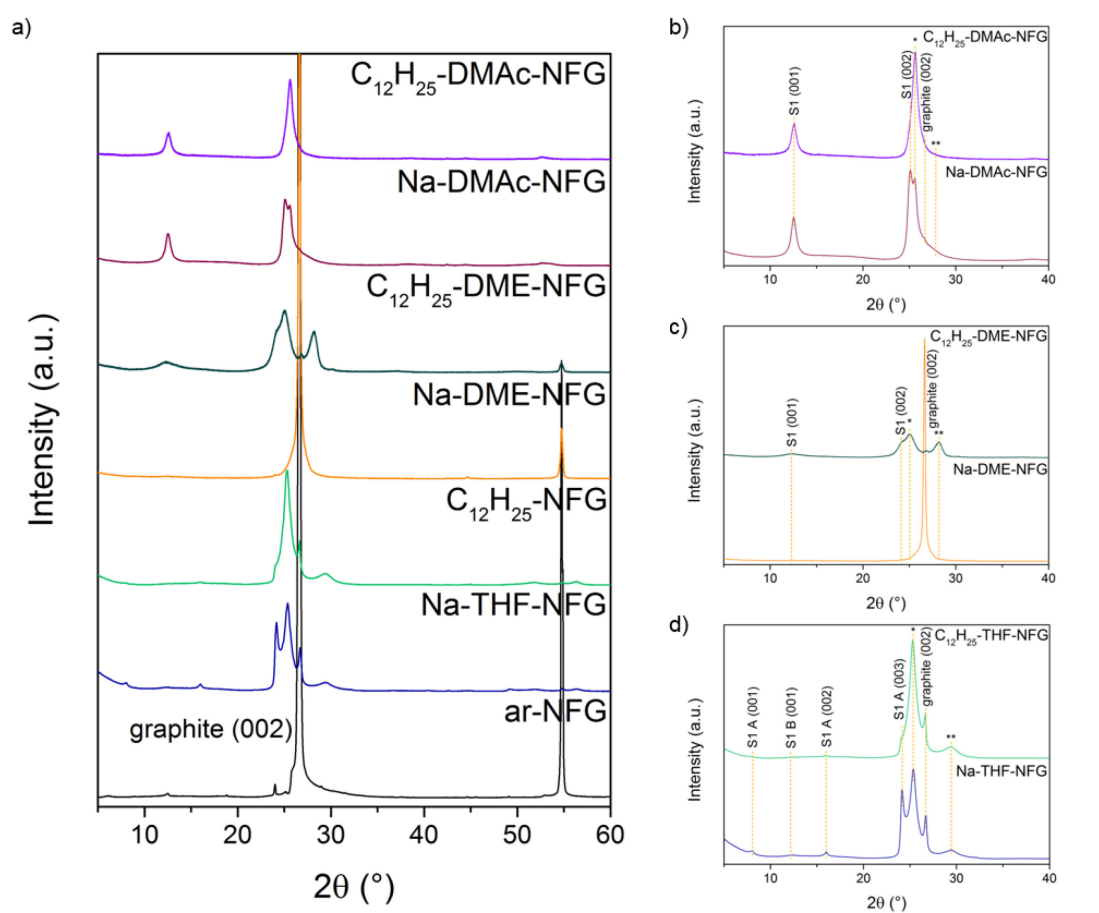 a)
Intensity (a.u.)
C12H25-DMAc-NFG
Na-DMAc-NFG
C12H25-DME-NFG
Na-DME-NFG
C12H25-NFG
Na-THF-NFG
ar-NFG
graphite (002)
10 20 30 40 50 60
2θ (°)
b)
Intensity (a.u.)
C12H25-DMAc-NFG
S1 (001)
S1 (002)
*
graphite (002)
**
Na-DMAc-NFG
10 20 30 40
2θ (°)
c)
Intensity (a.u.)
C12H25-DME-NFG
S1 (001)
S1 (002)
*
graphite (002)
**
Na-DME-NFG
10 20 30 40
2θ (°)
d)
Intensity (a.u.)
C12H25-THF-NFG
S1 A (001)
S1 B (001)
S1 A (002)
S1 A (003)
*
graphite (002)
**
Na-THF-NFG
10 20 30 40
2θ (°)